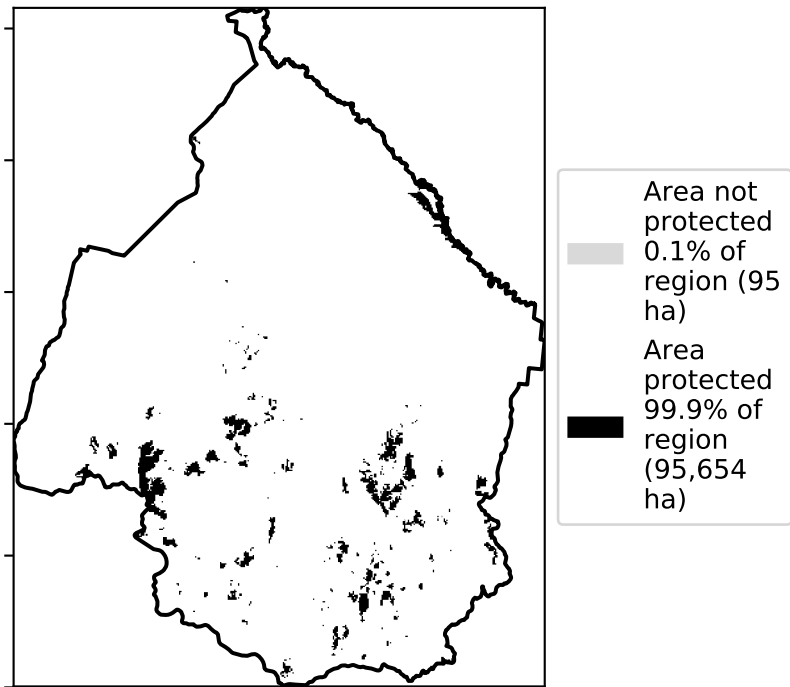 Area not
protected
0.1% of
region (95
ha)
Area
protected
99.9% of
region
(95,654
ha)